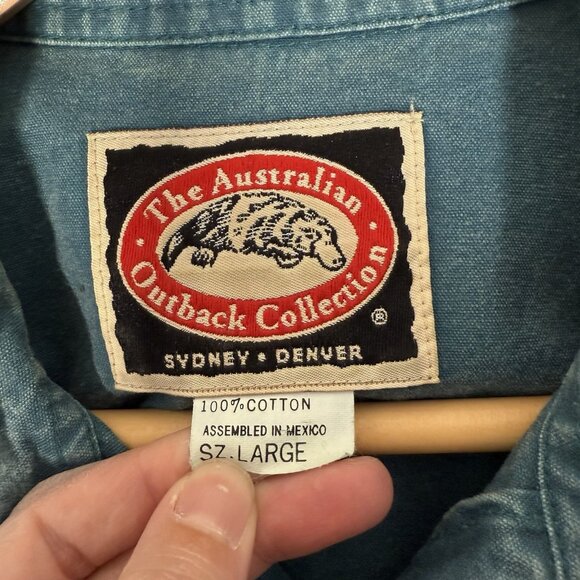 The Australian
Outback Collection
®
SYDNEY • DENVER
100% COTTON
ASSEMBLED IN MEXICO
SZ. LARGE